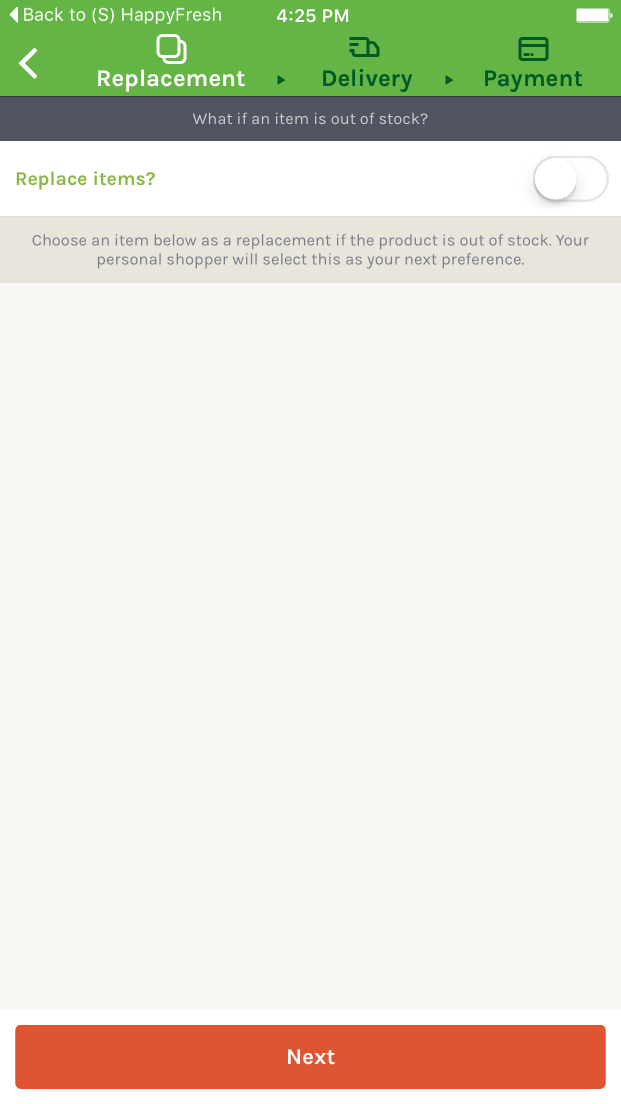 Back to (S) HappyFresh 4:25 PM
Replacement Delivery Payment
What if an item is out of stock?
Replace items?
Choose an item below as a replacement if the product is out of stock. Your
personal shopper will select this as your next preference.
Next